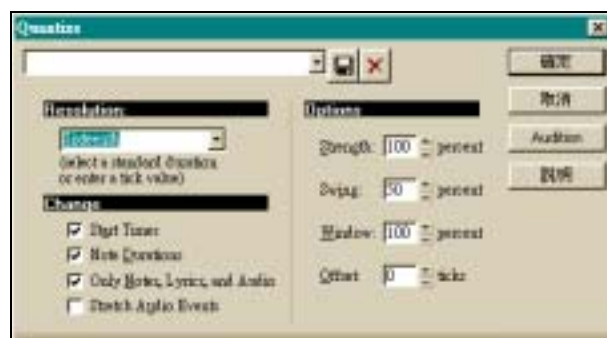 Quantize
Resolution
Sixteenth
(select a standard duration
or enter a tick value)
Change
Start Times
Note Durations
Only Notes, Lyrics, and Audio
Stretch Audio Events
Options
Strength: 100 percent
Swing: 50 percent
Window: 100 percent
Offset: 0 ticks
確定
取消
Audition
說明